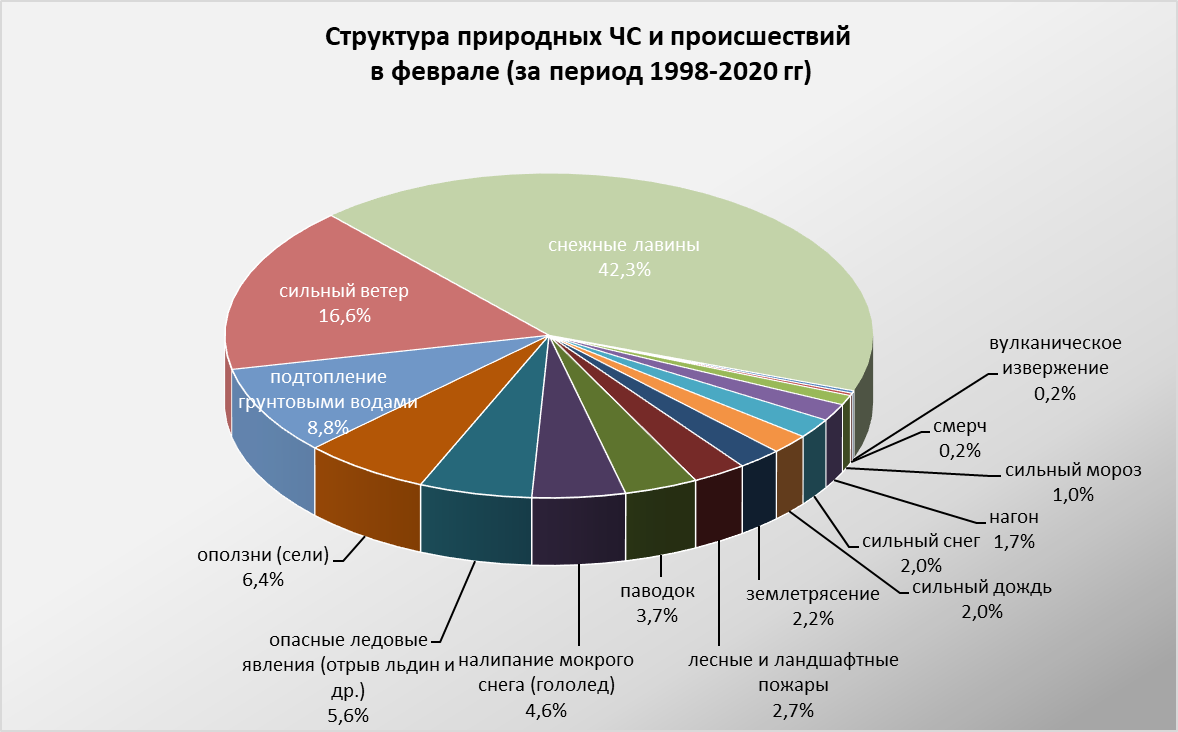 Структура природных ЧС и происшествий
в феврале (за период 1998-2020 гг)
снежные лавины
42,3%
сильный ветер
16,6%
подтопление
грунтовыми водами
8,8%
вулканическое
извержение
0,2%
смерч
0,2%
сильный мороз
1,0%
нагон
1,7%
сильный снег
2,0%
сильный дождь
2,0%
землетрясение
2,2%
лесные и ландшафтные
пожары
2,7%
паводок
3,7%
налипание мокрого
снега (гололед)
4,6%
опасные ледовые
явления (отрыв льдин и
др.)
5,6%
оползни (сели)
6,4%